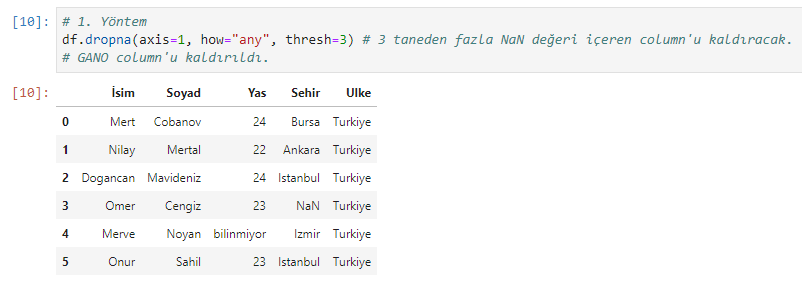 [10]: # 1. Yöntem
df.dropna(axis=1, how="any", thresh=3) # 3 taneden fazla NaN değeri içeren column'u kaldıracak.
# GANO column'u kaldırıldı.
[10]: İsim Soyad Yas Sehir Ulke
0 Mert Cobanov 24 Bursa Turkiye
1 Nilay Mertal 22 Ankara Turkiye
2 Dogancan Mavideniz 24 Istanbul Turkiye
3 Omer Cengiz 23 NaN Turkiye
4 Merve Noyan bilinmiyor Izmir Turkiye
5 Onur Sahil 23 Istanbul Turkiye